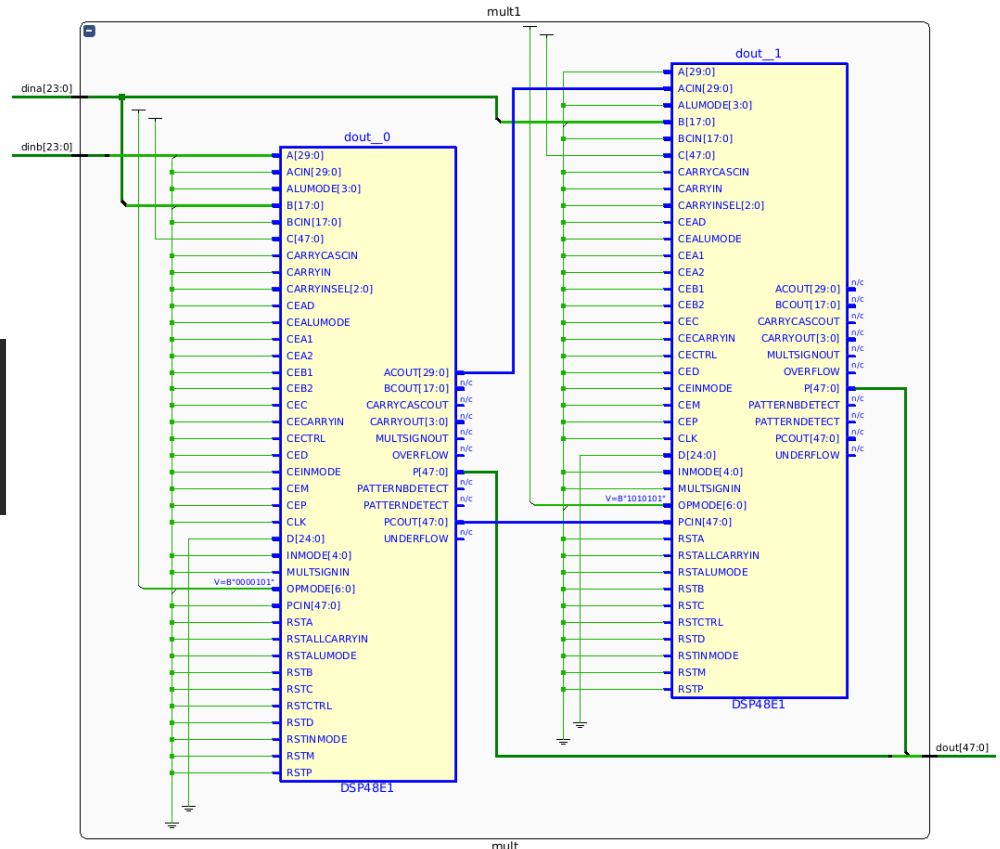 mult1
dina[23:0]
dinb[23:0]
dout__0
A[29:0]
ACIN[29:0]
ALUMODE[3:0]
B[17:0]
BCIN[17:0]
C[47:0]
CARRYCASCIN
CARRYIN
CARRYINSEL[2:0]
CEAD
CEALUMODE
CEA1
CEA2
CEB1 ACOUT[29:0]
CEB2 BCOUT[17:0] n/c
CEC CARRYCASCOUT n/c
CECARRYIN CARRYOUT[3:0] n/c
CECTRL MULTSIGNOUT n/c
CED OVERFLOW n/c
CEINMODE P[47:0]
CEM PATTERNBDETECT n/c
CEP PATTERNDETECT n/c
CLK PCOUT[47:0]
D[24:0] UNDERFLOW n/c
INMODE[4:0]
MULTSIGNIN
V=B"0000101" OPMODE[6:0]
PCIN[47:0]
RSTA
RSTALLCARRYIN
RSTALUMODE
RSTB
RSTC
RSTCTRL
RSTD
RSTINMODE
RSTM
RSTP
DSP48E1
dout__1
A[29:0]
ACIN[29:0]
ALUMODE[3:0]
B[17:0]
BCIN[17:0]
C[47:0]
CARRYCASCIN
CARRYIN
CARRYINSEL[2:0]
CEAD
CEALUMODE
CEA1
CEA2
CEB1 ACOUT[29:0] n/c
CEB2 BCOUT[17:0] n/c
CEC CARRYCASCOUT n/c
CECARRYIN CARRYOUT[3:0] n/c
CECTRL MULTSIGNOUT n/c
CED OVERFLOW n/c
CEINMODE P[47:0]
CEM PATTERNBDETECT n/c
CEP PATTERNDETECT n/c
CLK PCOUT[47:0] n/c
D[24:0] UNDERFLOW n/c
INMODE[4:0]
MULTSIGNIN
V=B"1010101" OPMODE[6:0]
PCIN[47:0]
RSTA
RSTALLCARRYIN
RSTALUMODE
RSTB
RSTC
RSTCTRL
RSTD
RSTINMODE
RSTM
RSTP
DSP48E1
dout[47:0]
mult